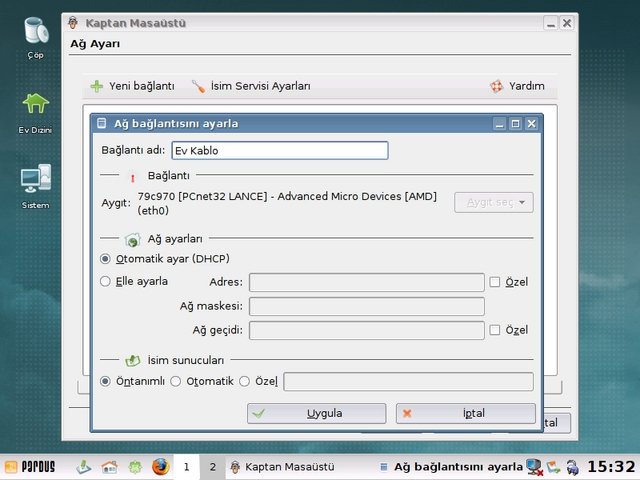 Çöp
Ev Dizini
Sistem
Kaptan Masaüstü
Ağ Ayarı
Yeni bağlantı İsim Servisi Ayarları Yardım
Ağ bağlantısını ayarla
Bağlantı adı: Ev Kablo
Bağlantı
Aygıt: 79c970 [PCnet32 LANCE] - Advanced Micro Devices [AMD]
(eth0) Aygıt seç
Ağ ayarları
Otomatik ayar (DHCP)
Elle ayarla Adres: Özel
Ağ maskesi:
Ağ geçidi: Özel
İsim sunucuları
Öntanımlı Otomatik Özel
Uygula İptal
tal
PARDUS 1 2 Kaptan Masaüstü Ağ bağlantısını ayarla 15:32